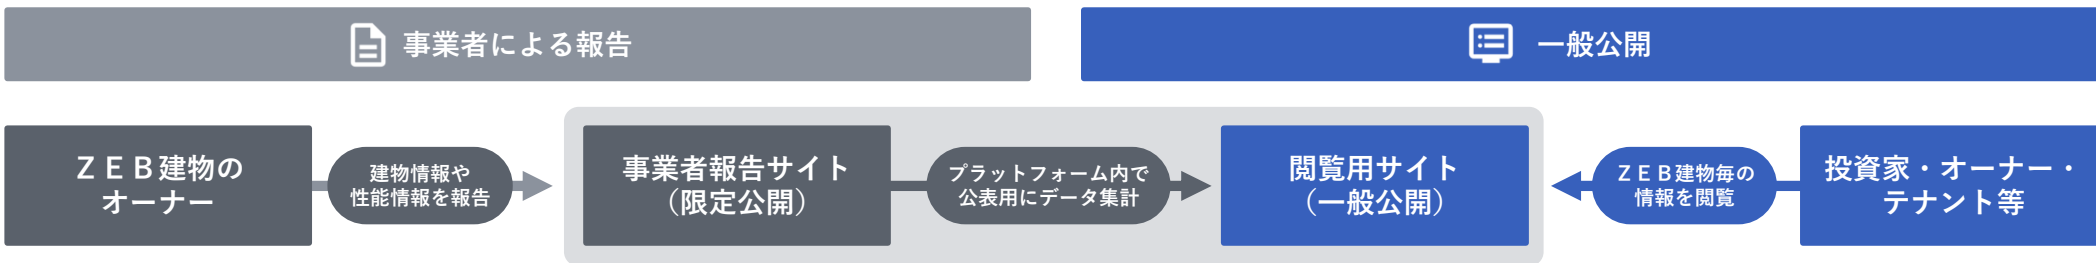 事業者による報告
一般公開
ＺＥＢ建物の
オーナー
建物情報や
性能情報を報告
事業者報告サイト
（限定公開）
プラットフォーム内で
公表用にデータ集計
閲覧用サイト
（一般公開）
ＺＥＢ建物毎の
情報を閲覧
投資家・オーナー・
テナント等